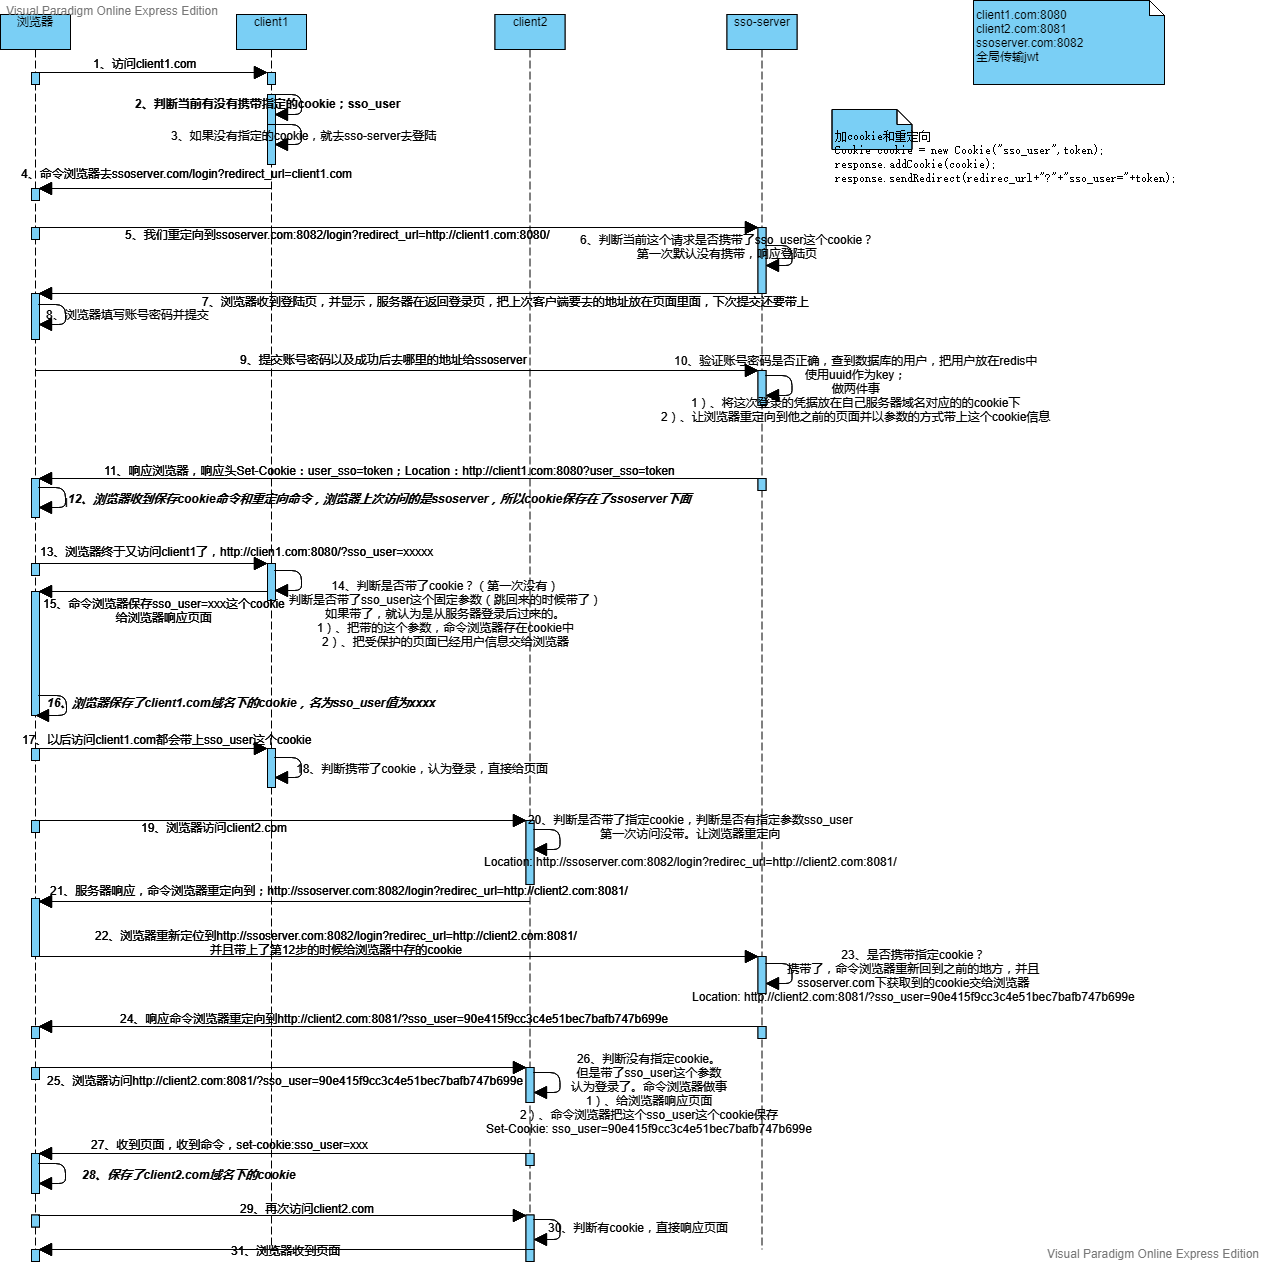 Visual Paradigm Online Express Edition
浏览器
client1
client2
sso-server
client1.com:8080
client2.com:8081
ssoserver.com:8082
全局传输jwt
1、访问client1.com
2、判断当前有没有携带指定的cookie；sso_user
3、如果没有指定的cookie，就去sso-server去登陆
加cookie和重定向
Cookie cookie = new Cookie("sso_user",token);
response.addCookie(cookie);
response.sendRedirect(redirec_url+"?"+"sso_user="+token);
4、命令浏览器去ssoserver.com/login?redirect_url=client1.com
5、我们重定向到ssoserver.com:8082/login?redirect_url=http://client1.com:8080/
6、判断当前这个请求是否携带了sso_user这个cookie？
第一次默认没有携带，响应登陆页
7、浏览器收到登陆页，并显示，服务器在返回登录页，把上次客户端要去的地址放在页面里面，下次提交还要带上
8、浏览器填写账号密码并提交
9、提交账号密码以及成功后去哪里的地址给ssoserver
10、验证账号密码是否正确，查到数据库的用户，把用户放在redis中
使用uuid作为key；
做两件事
1）、将这次登录的凭据放在自己服务器域名对应的的cookie下
2）、让浏览器重定向到他之前的页面并以参数的方式带上这个cookie信息
11、响应浏览器，响应头Set-Cookie：user_sso=token；Location：http://client1.com:8080?user_sso=token
12、浏览器收到保存cookie命令和重定向命令，浏览器上次访问的是ssoserver，所以cookie保存在了ssoserver下面
13、浏览器终于又访问client1了，http://clien1.com:8080/?sso_user=xxxxx
14、判断是否带了cookie？（第一次没有）
判断是否带了sso_user这个固定参数（跳回来的时候带了）
如果带了，就认为是从服务器登录后过来的。
1）、把带的这个参数，命令浏览器存在cookie中
2）、把受保护的页面已经用户信息交给浏览器
15、命令浏览器保存sso_user=xxx这个cookie
给浏览器响应页面
16、浏览器保存了client1.com域名下的cookie，名为sso_user值为xxxx
17、以后访问client1.com都会带上sso_user这个cookie
18、判断携带了cookie，认为登录，直接给页面
19、浏览器访问client2.com
20、判断是否带了指定cookie，判断是否有指定参数sso_user
第一次访问没带。让浏览器重定向
Location: http://ssoserver.com:8082/login?redirec_url=http://client2.com:8081/
21、服务器响应，命令浏览器重定向到；http://ssoserver.com:8082/login?redirec_url=http://client2.com:8081/
22、浏览器重新定位到http://ssoserver.com:8082/login?redirec_url=http://client2.com:8081/
并且带上了第12步的时候给浏览器中存的cookie
23、是否携带指定cookie？
携带了，命令浏览器重新回到之前的地方，并且
ssoserver.com下获取到的cookie交给浏览器
Location: http://client2.com:8081/?sso_user=90e415f9cc3c4e51bec7bafb747b699e
24、响应命令浏览器重定向到http://client2.com:8081/?sso_user=90e415f9cc3c4e51bec7bafb747b699e
25、浏览器访问http://client2.com:8081/?sso_user=90e415f9cc3c4e51bec7bafb747b699e
26、判断没有指定cookie。
但是带了sso_user这个参数
认为登录了。命令浏览器做事
1）、给浏览器响应页面
2）、命令浏览器把这个sso_user这个cookie保存
Set-Cookie: sso_user=90e415f9cc3c4e51bec7bafb747b699e
27、收到页面，收到命令，set-cookie:sso_user=xxx
28、保存了client2.com域名下的cookie
29、再次访问client2.com
30、判断有cookie，直接响应页面
31、浏览器收到页面
Visual Paradigm Online Express Edition